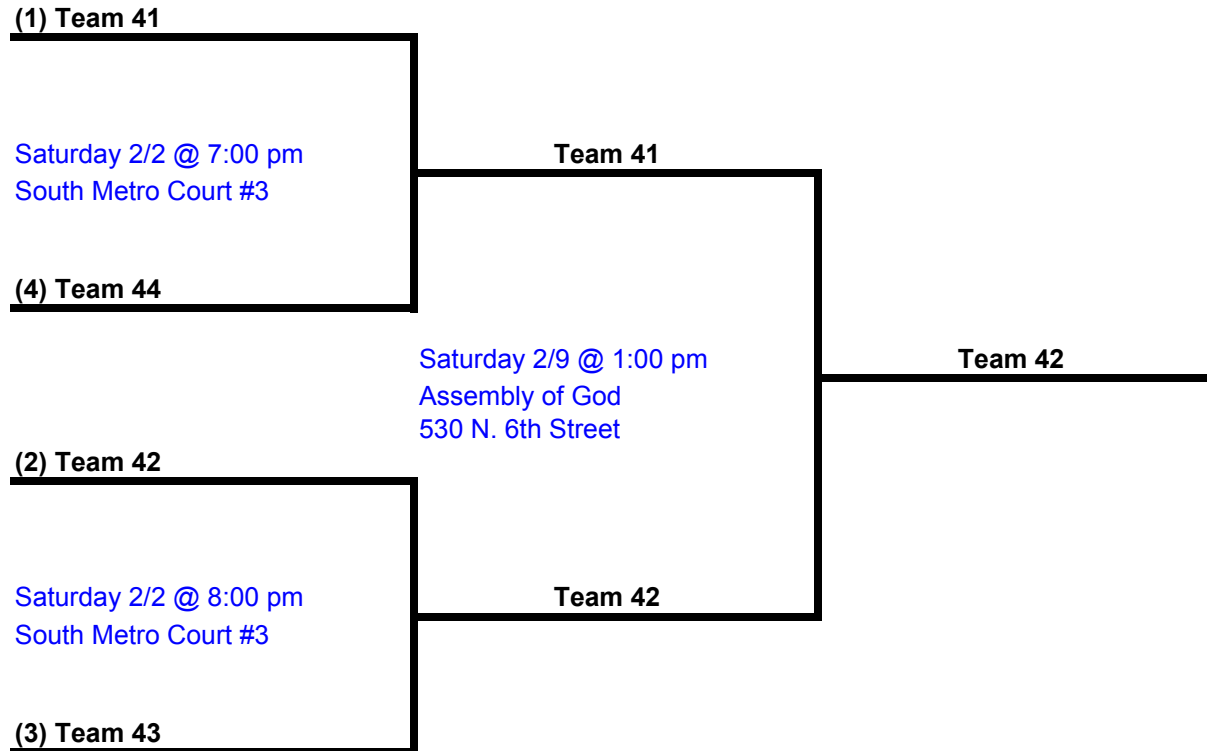 (1) Team 41
Saturday 2/2 @ 7:00 pm
South Metro Court #3
Team 41
(4) Team 44
Saturday 2/9 @ 1:00 pm
Assembly of God
530 N. 6th Street
Team 42
(2) Team 42
Saturday 2/2 @ 8:00 pm
South Metro Court #3
Team 42
(3) Team 43